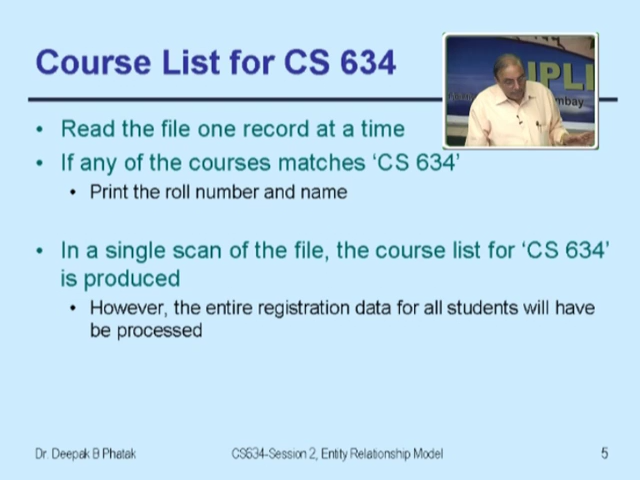 Course List for CS 634
IPLI
mbay
• Read the file one record at a time
• If any of the courses matches ‘CS 634’
• Print the roll number and name
• In a single scan of the file, the course list for ‘CS 634’
is produced
• However, the entire registration data for all students will have
be processed
Dr. Deepak B Phatak
CS634-Session 2, Entity Relationship Model
5